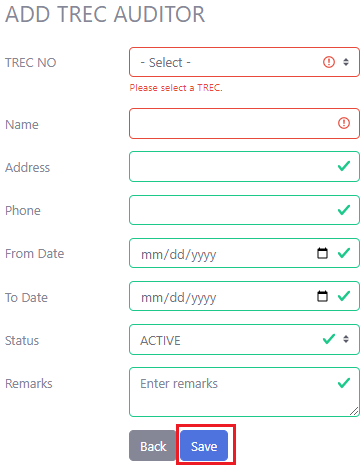 ADD TREC AUDITOR
TREC NO
- Select -
Please select a TREC.
Name
Address
Phone
From Date
mm/dd/yyyy
To Date
mm/dd/yyyy
Status
ACTIVE
Remarks
Enter remarks
Back Save